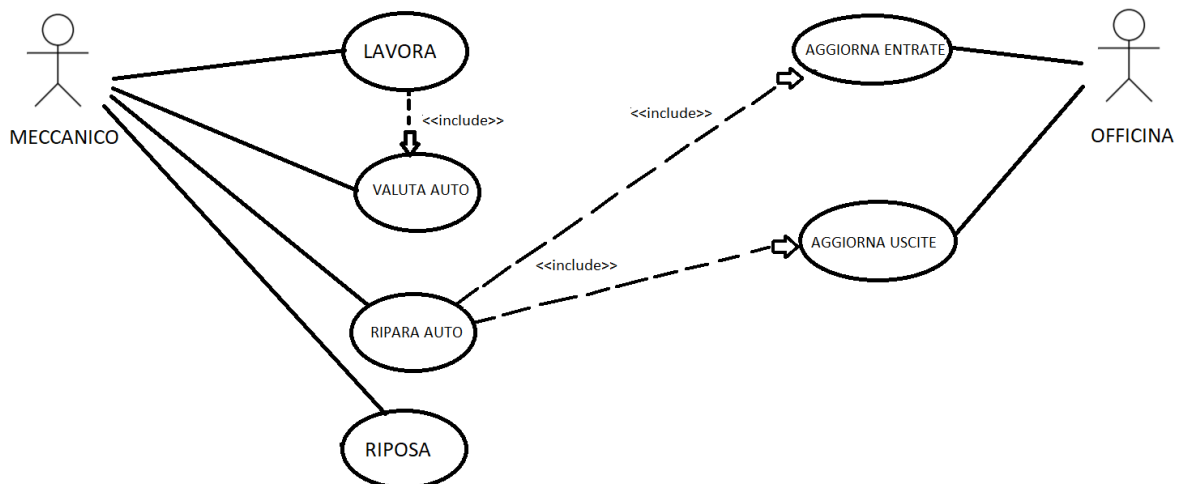 LAVORA
AGGIORNA ENTRATE
<<include>>
<<include>>
MECCANICO
OFFICINA
VALUTA AUTO
AGGIORNA USCITE
<<include>>
RIPARA AUTO
RIPOSA